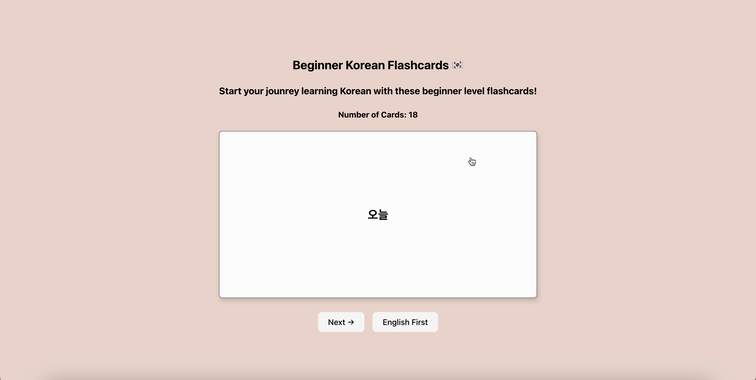 Beginner Korean Flashcards 🇰🇷
Start your jounrey learning Korean with these beginner level flashcards!
Number of Cards: 18
오늘
Next →
English First